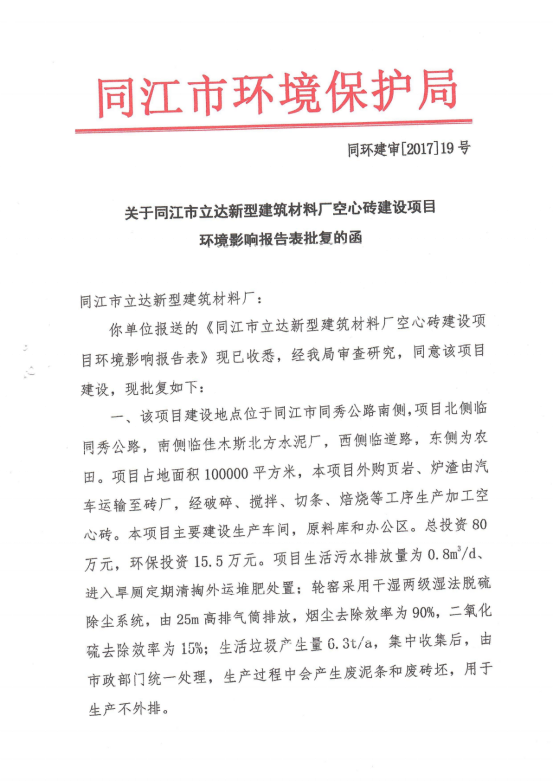 同江市环境保护局
同环建审[2017]19号
关于同江市立达新型建筑材料厂空心砖建设项目
环境影响报告表批复的函
同江市立达新型建筑材料厂：
你单位报送的《同江市立达新型建筑材料厂空心砖建设项
目环境影响报告表》现已收悉，经我局审查研究，同意该项目
建设，现批复如下：
一、该项目建设地点位于同江市同秀公路南侧,项目北侧临
同秀公路，南侧临佳木斯北方水泥厂，西侧临道路，东侧为农
田。项目占地面积100000平方米，本项目外购页岩、炉渣由汽
车运输至砖厂，经破碎、搅拌、切条、焙烧等工序生产加工空
心砖。本项目主要建设生产车间，原料库和办公区。总投资80
万元，环保投资15.5万元。项目生活污水排放量为0.8m³/d、
进入旱厕定期清掏外运堆肥处置；轮窑采用干湿两级湿法脱硫
除尘系统，由25m高排气筒排放，烟尘去除效率为90%，二氧化
硫去除效率为15%；生活垃圾产生量6.3t/a，集中收集后，由
市政部门统一处理，生产过程中会产生废泥条和废砖坯，用于
生产不外排。